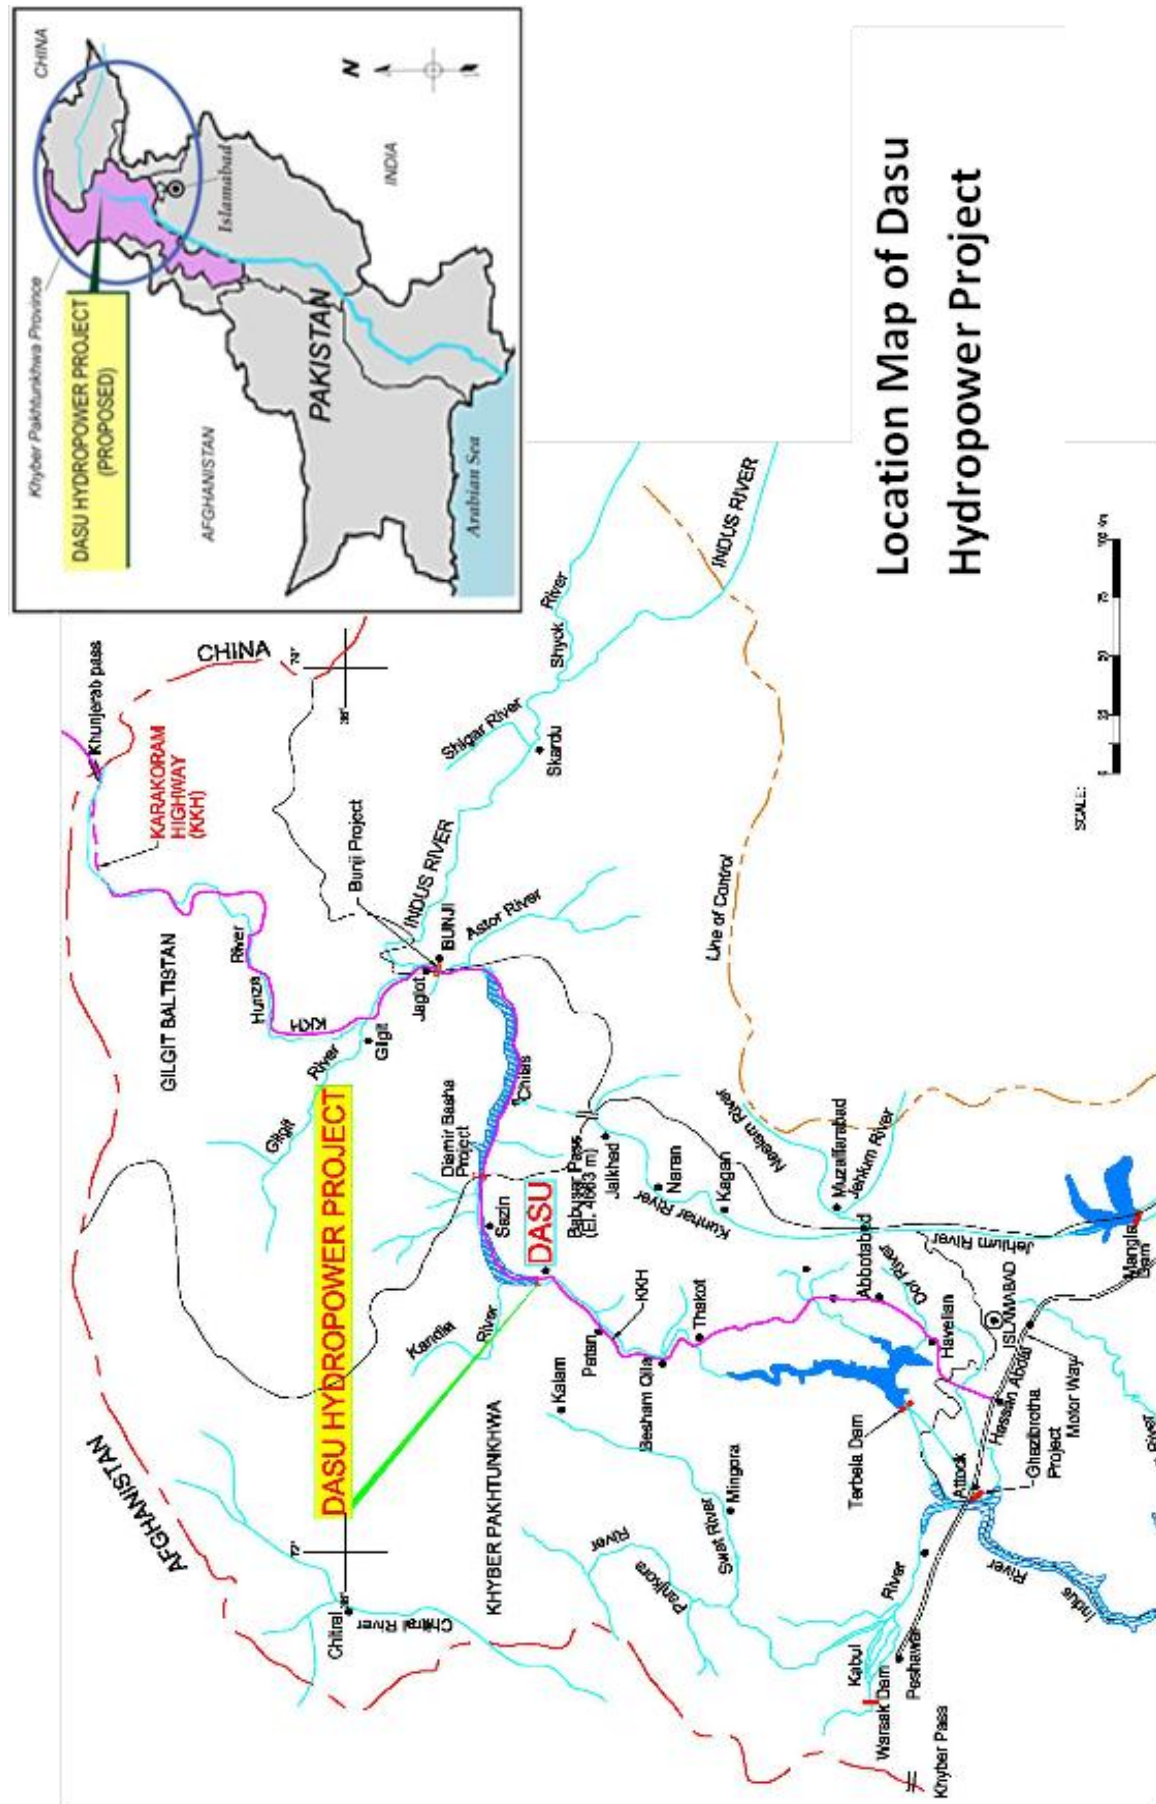 Location Map of Dasu
Hydropower Project
CHINA
Khyber Pakhtunkhwa Province
DASU HYDROPOWER PROJECT
(PROPOSED)
AFGHANISTAN
Islamabad
PAKISTAN
INDIA
Arabian Sea
N
AFGHANISTAN
CHINA
Khunjerab pass
KARAKORAM
HIGHWAY
(KKH)
GILGIT BALTISTAN
Hunza
River
KKH
Gilgit
River
Gilgit
DASU HYDROPOWER PROJECT
Chitral
Chitral River
72°
Bunji Project
Jaglot
BUNJI
INDUS RIVER
Astor River
Shigar River
Skardu
Shyok
River
INDUS RIVER
Diamir Basha
Project
Chilas
Sazin
DASU
Kandia
River
KHYBER PAKHTUNKHWA
Kalam
Pattan
KKH
Besham Qila
Thakot
Babusar Pass
Jalkhad
Naran
Kagan
Kunhar River
Neelam River
Line of Control
Muzaffarabad
Jehlum River
Jehlum River
Mangla
Dam
Abbotabad
Dor River
Havelian
ISLAMABAD
Hassan Abdal
Motor Way
Ghazibrotha
Project
Attock
Terbela Dam
Mingora
Swat River
Panjkora
River
Kabul
River
Warsak Dam
Peshawar
Khyber Pass
Indus
River
River
SCALE: